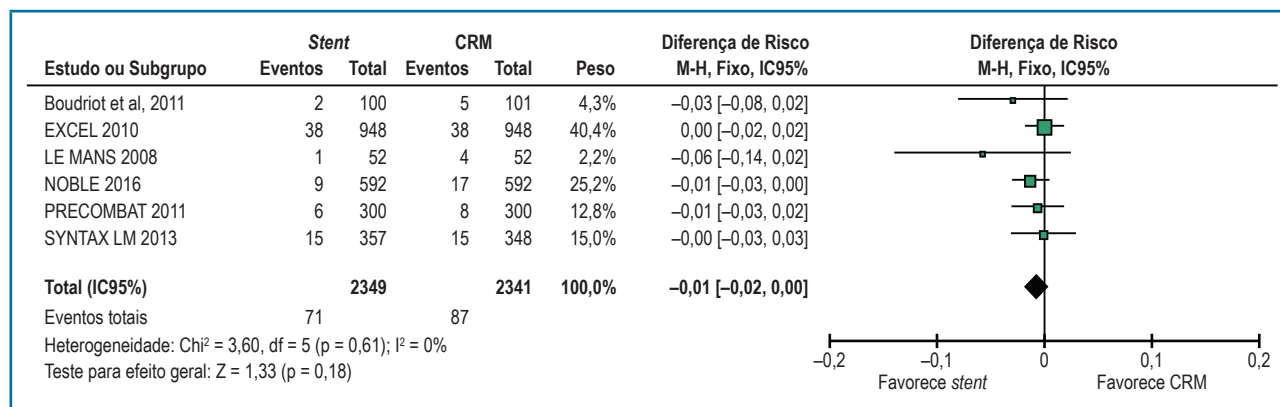 Stent CRM Diferença de Risco Diferença de Risco
Estudo ou Subgrupo Eventos Total Eventos Total Peso M-H, Fixo, IC95% M-H, Fixo, IC95%
Boudriot et al, 2011 2 100 5 101 4,3% –0,03 [–0,08, 0,02]
EXCEL 2010 38 948 38 948 40,4% 0,00 [–0,02, 0,02]
LE MANS 2008 1 52 4 52 2,2% –0,06 [–0,14, 0,02]
NOBLE 2016 9 592 17 592 25,2% –0,01 [–0,03, 0,00]
PRECOMBAT 2011 6 300 8 300 12,8% –0,01 [–0,03, 0,02]
SYNTAX LM 2013 15 357 15 348 15,0% –0,00 [–0,03, 0,03]
Total (IC95%) 2349 2341 100,0% –0,01 [–0,02, 0,00]
Eventos totais 71 87
Heterogeneidade: Chi² = 3,60, df = 5 (p = 0,61); I² = 0%
Teste para efeito geral: Z = 1,33 (p = 0,18)
–0,2 –0,1 0 0,1 0,2
Favorece stent Favorece CRM